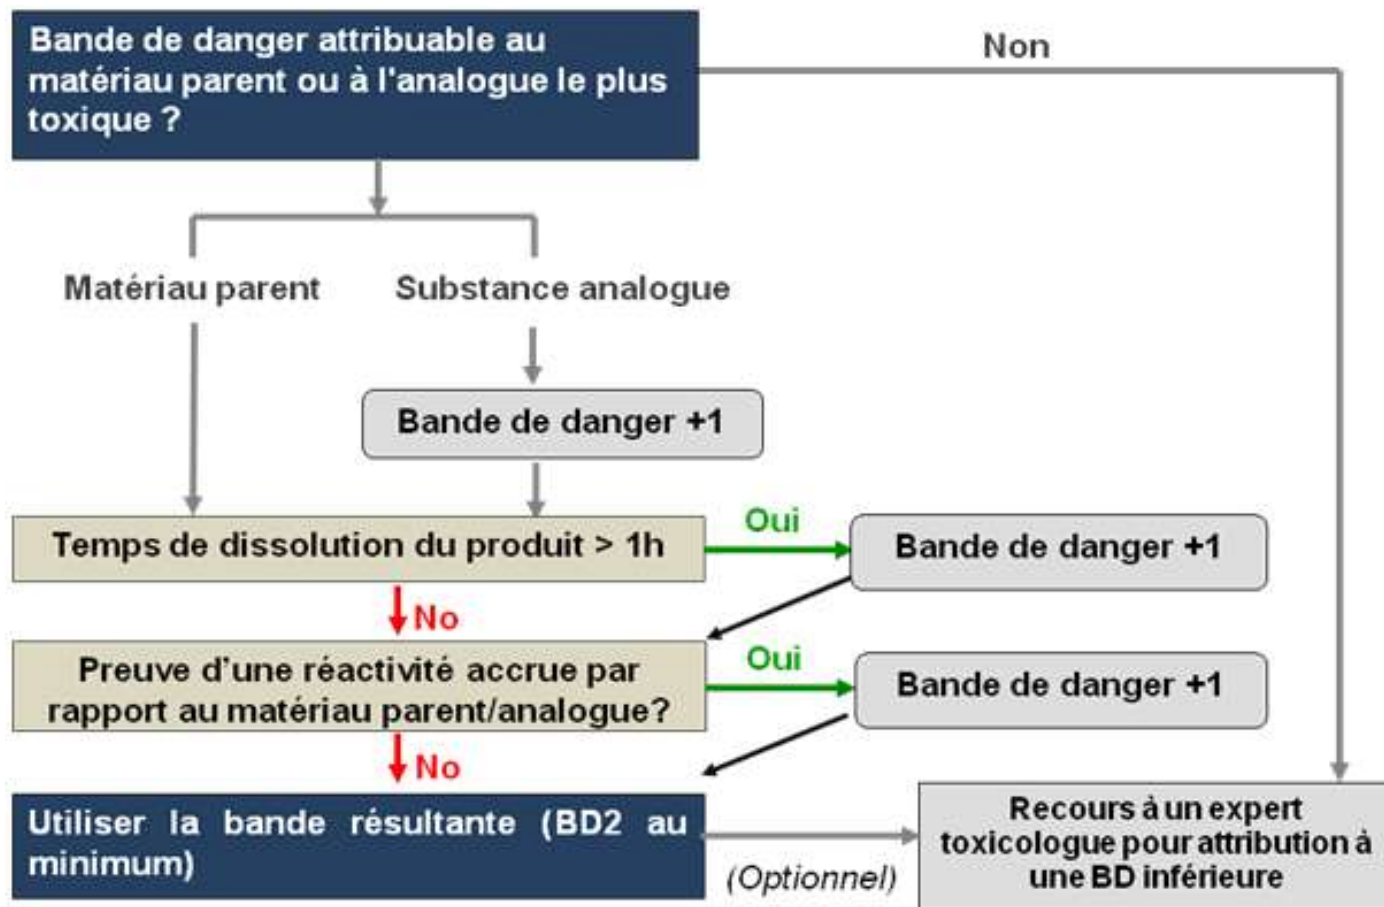 Bande de danger attribuable au
matériau parent ou à l'analogue le plus
toxique ?
Non
Matériau parent
Substance analogue
Bande de danger +1
Temps de dissolution du produit > 1h
Oui
Bande de danger +1
No
Preuve d'une réactivité accrue par
rapport au matériau parent/analogue?
Oui
Bande de danger +1
No
Utiliser la bande résultante (BD2 au
minimum)
(Optionnel)
Recours à un expert
toxicologue pour attribution à
une BD inférieure